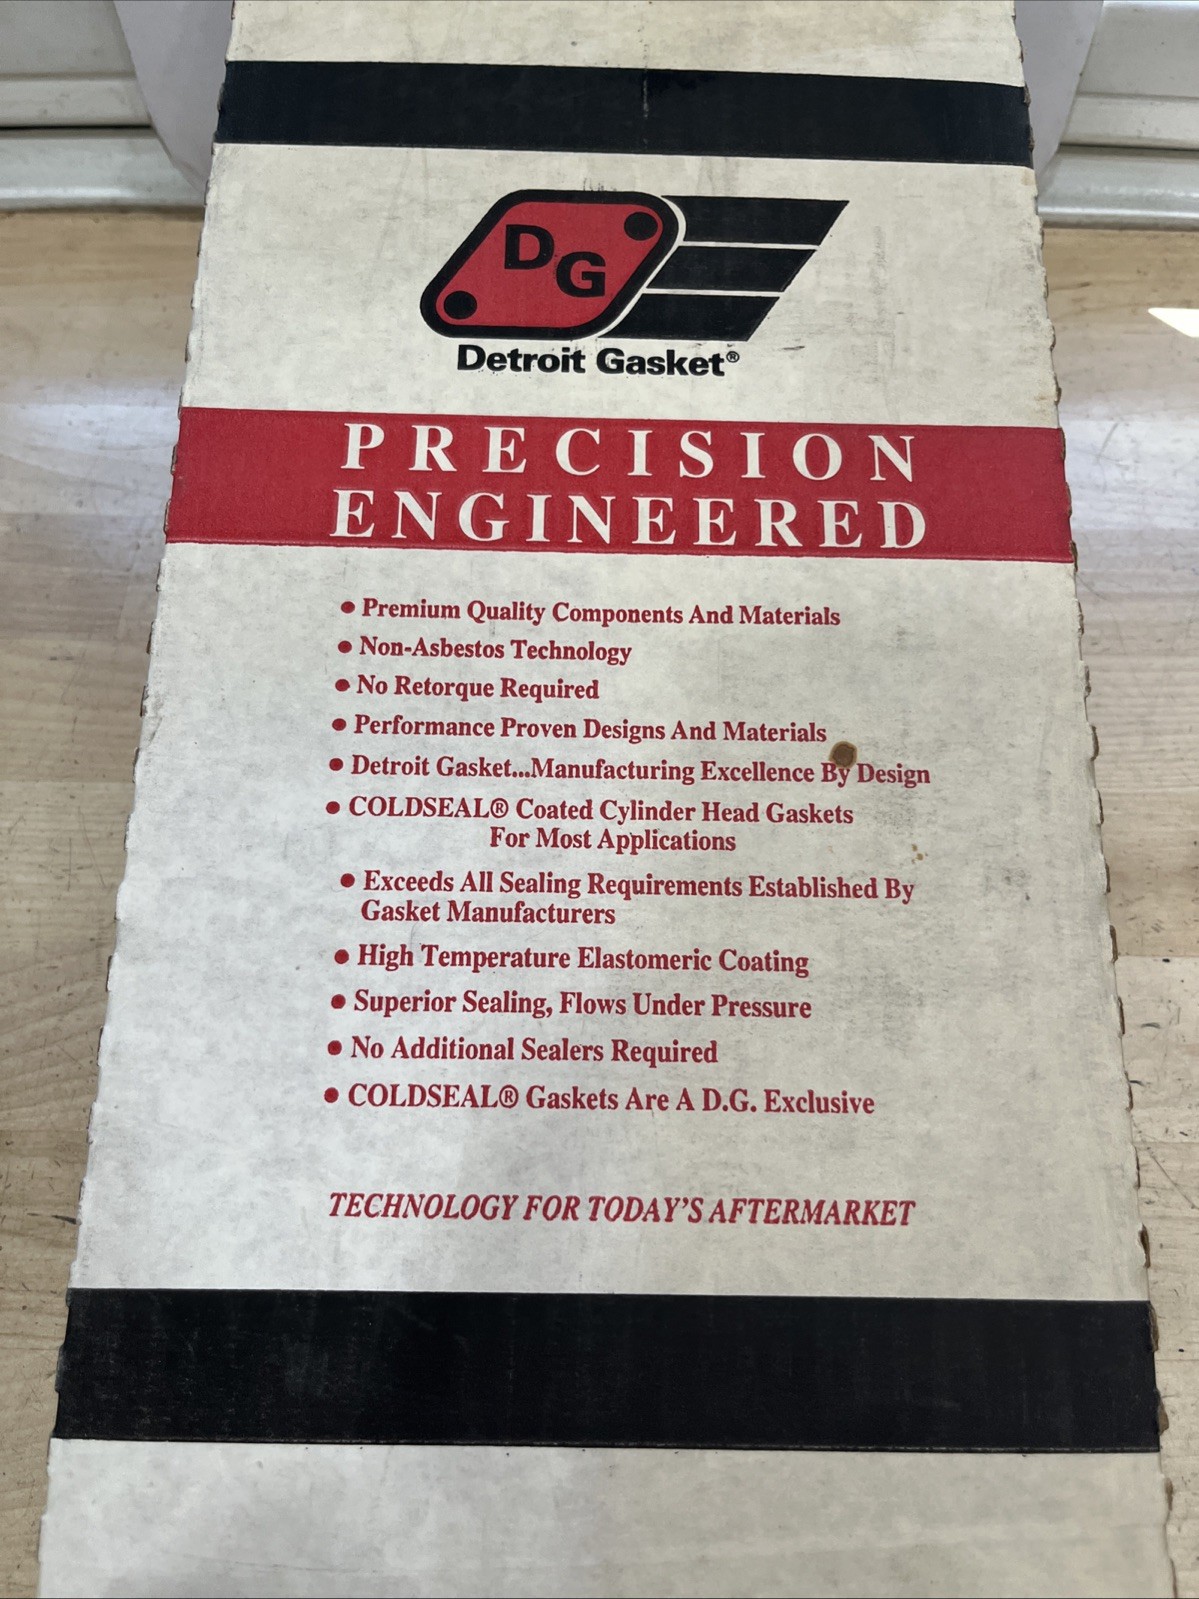 DG
Detroit Gasket®
PRECISION
ENGINEERED
• Premium Quality Components And Materials
• Non-Asbestos Technology
• No Retorque Required
• Performance Proven Designs And Materials
• Detroit Gasket...Manufacturing Excellence By Design
• COLDSEAL® Coated Cylinder Head Gaskets
For Most Applications
• Exceeds All Sealing Requirements Established By
Gasket Manufacturers
• High Temperature Elastomeric Coating
• Superior Sealing, Flows Under Pressure
• No Additional Sealers Required
• COLDSEAL® Gaskets Are A D.G. Exclusive
TECHNOLOGY FOR TODAY'S AFTERMARKET